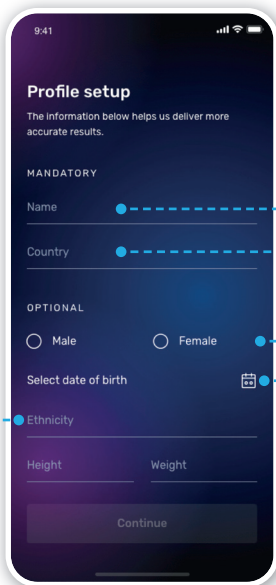 9:41
Profile setup
The information below helps us deliver more
accurate results.
MANDATORY
Name
Country
OPTIONAL
Male Female
Select date of birth
Ethnicity
Height Weight
Continue